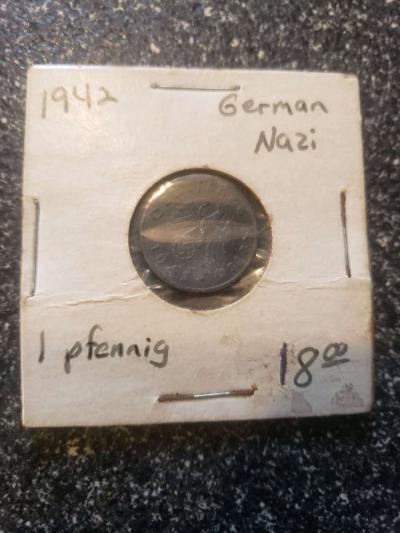 1942
German
Nazi
1 pfennig
18.00